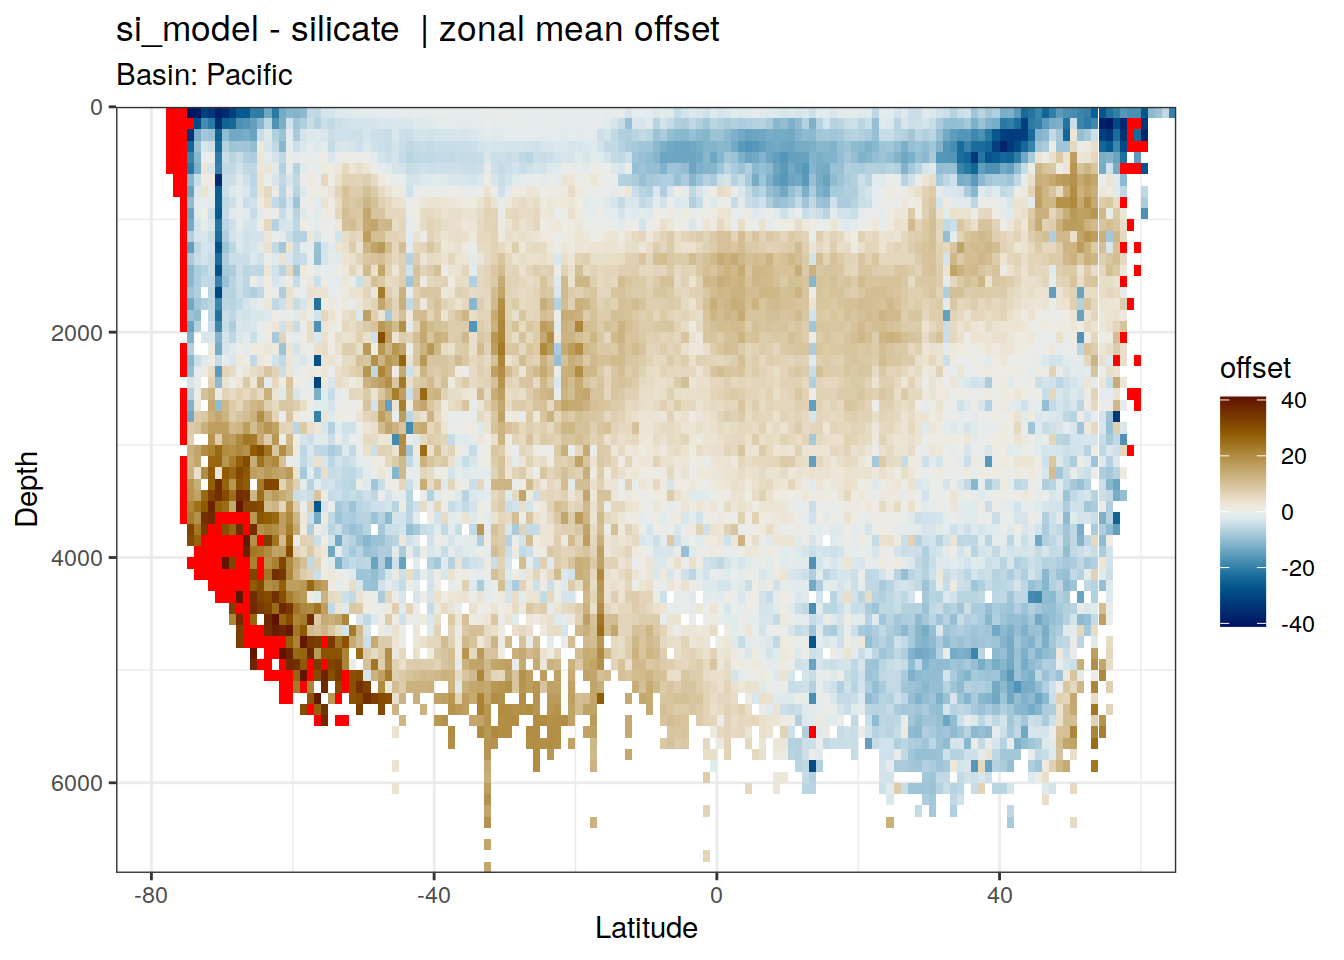 si_model - silicate  | zonal mean offset
Basin: Pacific
0
2000
4000
6000
Depth
-80
-40
0
40
Latitude
offset
40
20
0
-20
-40